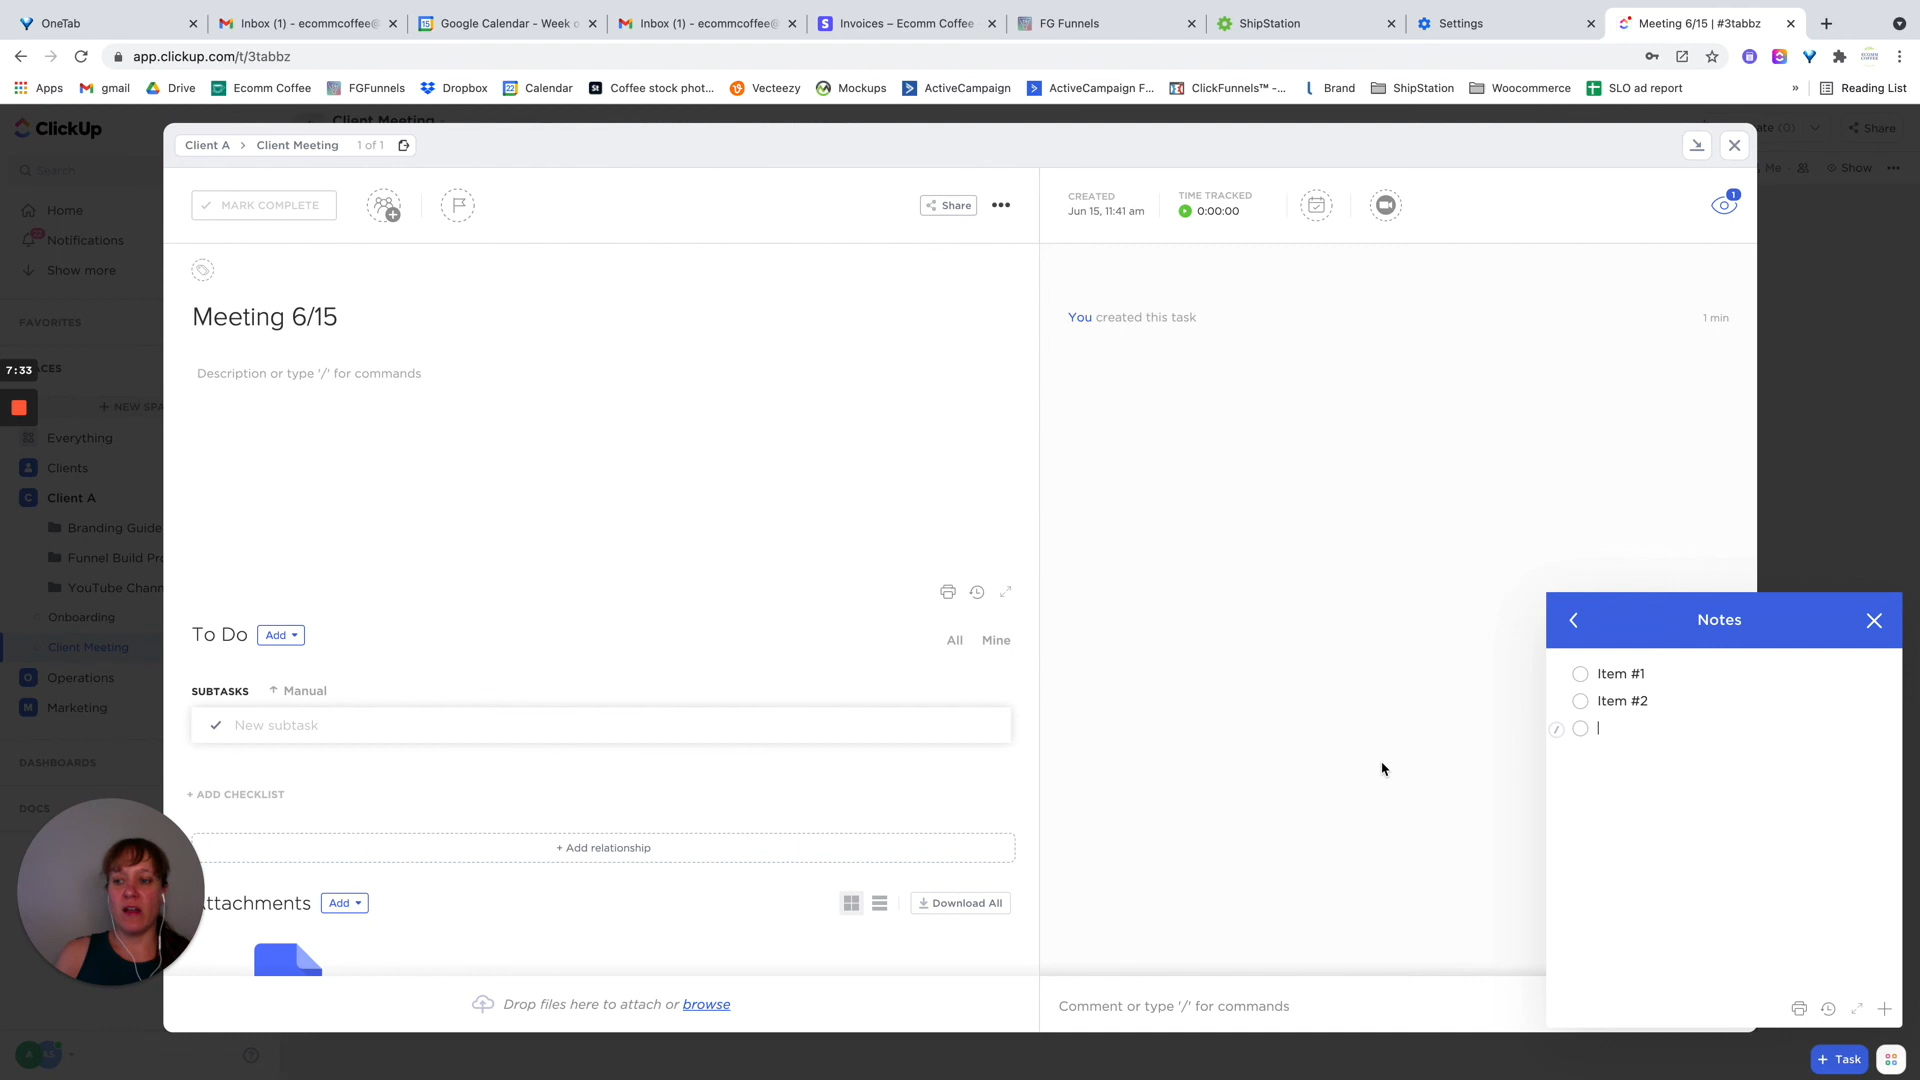 OneTab
Inbox (1) - ecommcoffee@
Google Calendar - Week o
Inbox (1) - ecommcoffee@
Invoices – Ecomm Coffee
FG Funnels
ShipStation
Settings
Meeting 6/15 | #3tabbz
app.clickup.com/t/3tabbz
Apps
gmail
Drive
Ecomm Coffee
FGFunnels
Dropbox
Calendar
Coffee stock phot...
Vecteezy
Mockups
ActiveCampaign
ActiveCampaign F...
ClickFunnels™ -...
Brand
ShipStation
Woocommerce
SLO ad report
»
Reading List
ClickUp
Client Meeting
Share
Search
Me
Show
Home
Notifications
22
Show more
FAVORITES
7:33
+ NEW SPA
Everything
Clients
C Client A
Branding Guide
Funnel Build Pro
YouTube Chann
Onboarding
Client Meeting
Operations
M Marketing
DASHBOARDS
DOCS
Client A > Client Meeting 1 of 1
MARK COMPLETE
Share
CREATED
Jun 15, 11:41 am
TIME TRACKED
0:00:00
1
Meeting 6/15
Description or type '/' for commands
You created this task
1 min
To Do
Add
All
Mine
SUBTASKS
Manual
New subtask
+ ADD CHECKLIST
+ Add relationship
ttachments
Add
Download All
Drop files here to attach or browse
Comment or type '/' for commands
Notes
Item #1
Item #2
/
+ Task